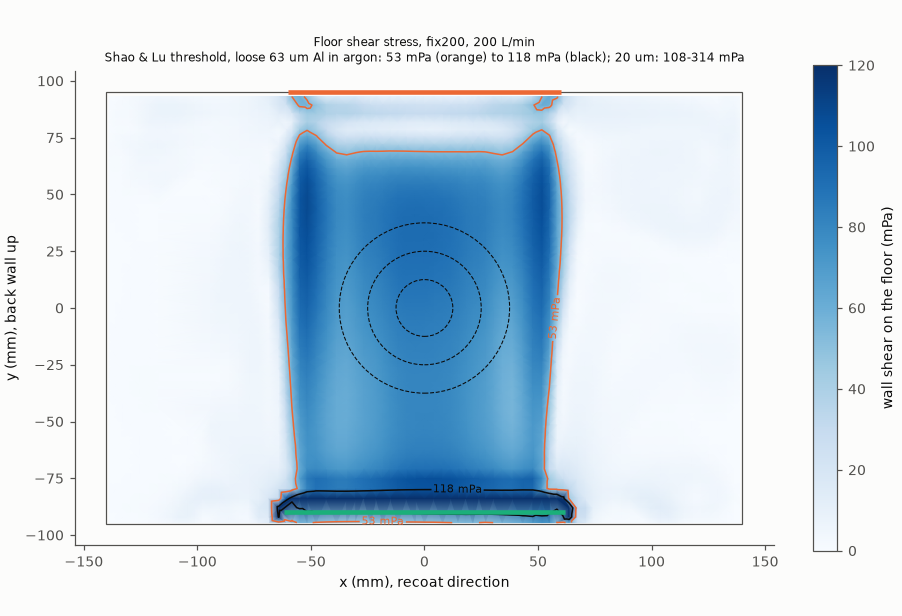 Floor shear stress, fix200, 200 L/min
Shao & Lu threshold, loose 63 um Al in argon: 53 mPa (orange) to 118 mPa (black); 20 um: 108-314 mPa
100
75
50
25
0
−25
−50
−75
−100
y (mm), back wall up
53 mPa
118 mPa
53 mPa
−150
−100
−50
0
50
100
150
x (mm), recoat direction
120
100
80
60
40
20
0
wall shear on the floor (mPa)